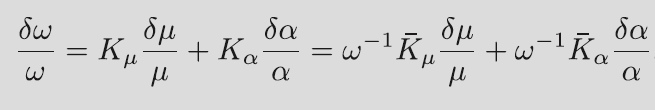 δω/ω = K_μ δμ/μ + K_α δα/α = ω⁻¹ K̄_μ δμ/μ + ω⁻¹ K̄_α δα/α